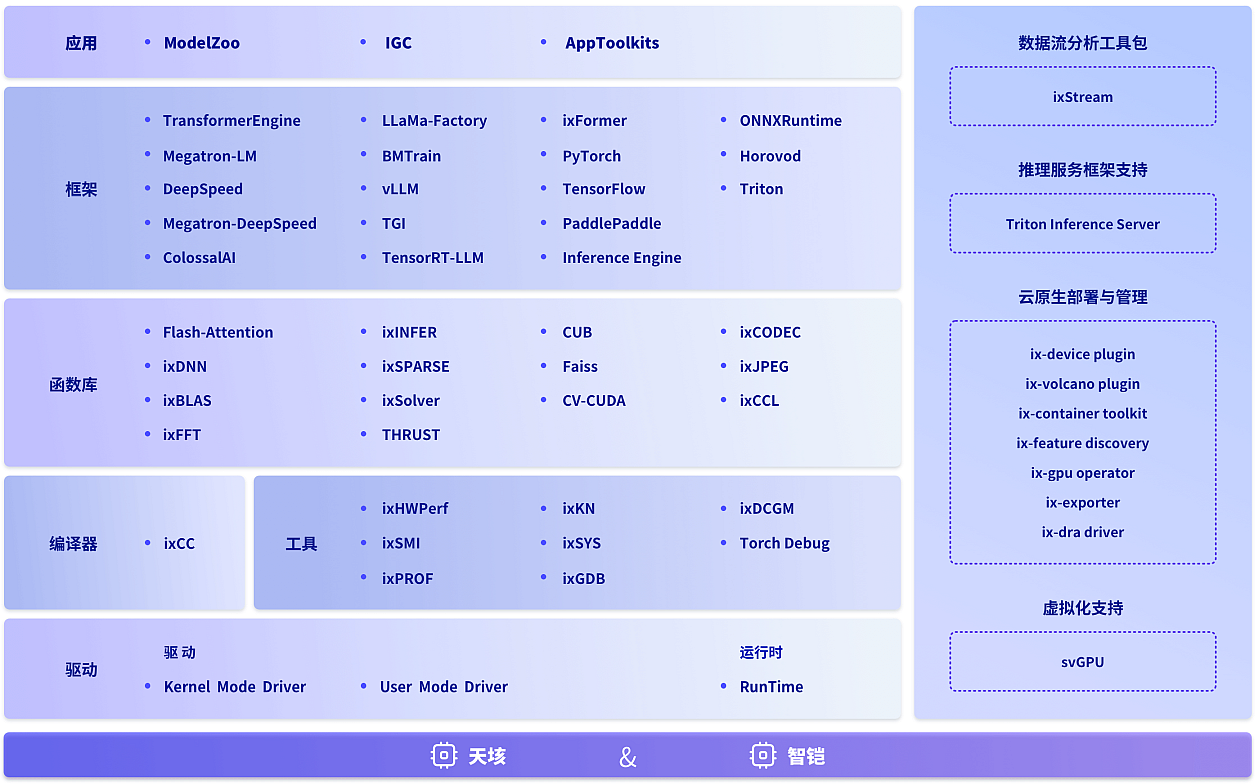 应用
ModelZoo
IGC
AppToolkits
框架
TransformerEngine
LLaMa-Factory
ixFormer
ONNXRuntime
Megatron-LM
BMTrain
PyTorch
Horovod
DeepSpeed
vLLM
TensorFlow
Triton
Megatron-DeepSpeed
TGI
PaddlePaddle
ColossalAI
TensorRT-LLM
Inference Engine
函数库
Flash-Attention
ixINFER
CUB
ixCODEC
ixDNN
ixSPARSE
Faiss
ixJPEG
ixBLAS
ixSolver
CV-CUDA
ixCCL
ixFFT
THRUST
编译器
ixCC
工具
ixHWPerf
ixKN
ixDCGM
ixSMI
ixSYS
Torch Debug
ixPROF
ixGDB
驱动
驱 动
运行时
Kernel Mode Driver
User Mode Driver
RunTime
数据流分析工具包
ixStream
推理服务框架支持
Triton Inference Server
云原生部署与管理
ix-device plugin
ix-volcano plugin
ix-container toolkit
ix-feature discovery
ix-gpu operator
ix-exporter
ix-dra driver
虚拟化支持
svGPU
天垓 & 智铠